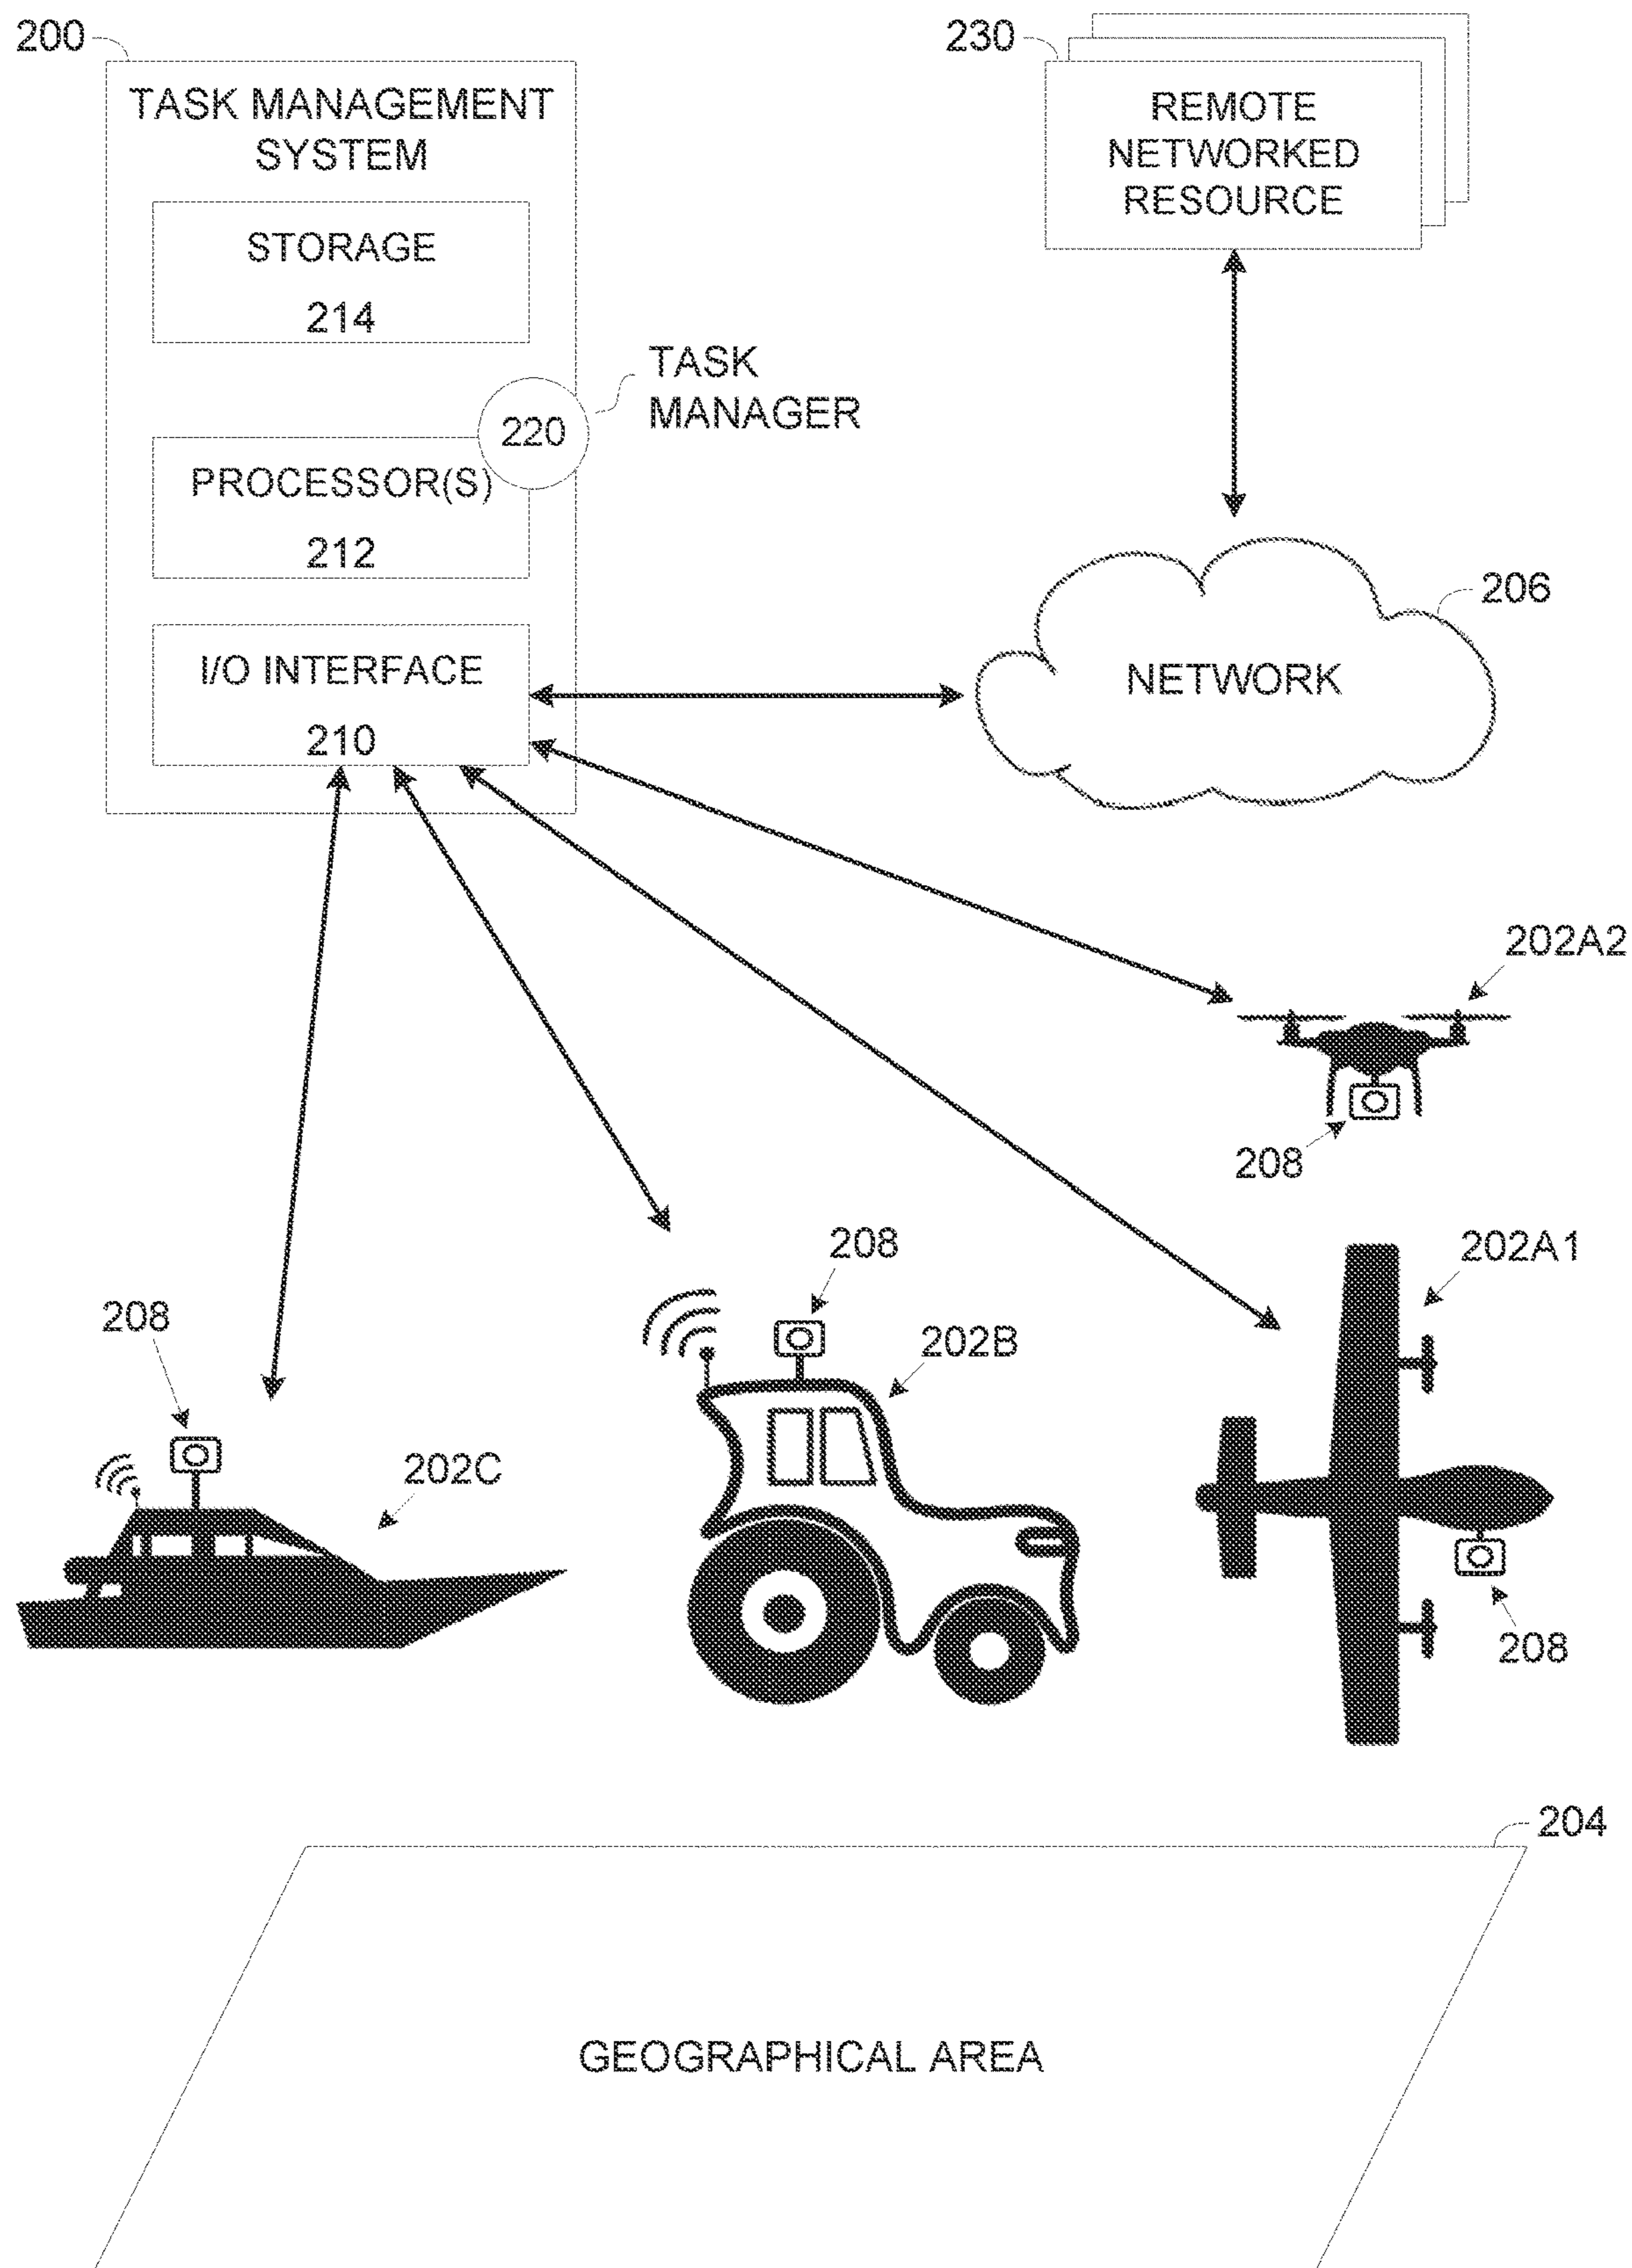 200
TASK MANAGEMENT
SYSTEM
STORAGE
214
TASK
MANAGER
220
PROCESSOR(S)
212
I/O INTERFACE
210
230
REMOTE
NETWORKED
RESOURCE
206
NETWORK
202A2
208
202A1
208
208
202B
208
202C
204
GEOGRAPHICAL AREA